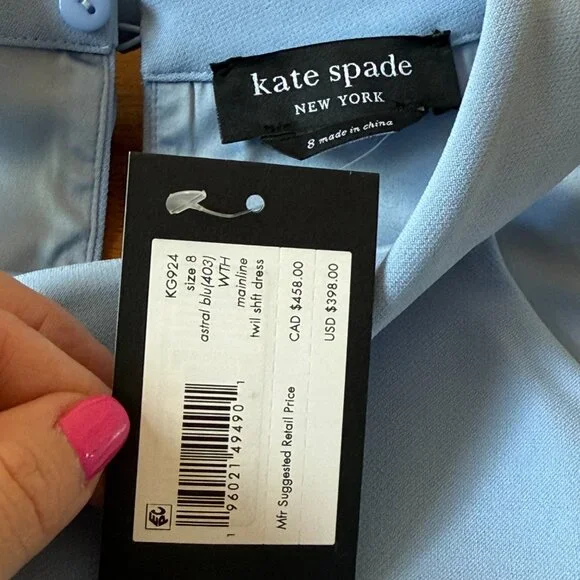 kate spade
NEW YORK
8 made in china
KG924
size 8
astral blu(403)
WTH
mainline
twil shft dress
CAD $458.00
USD $398.00
Mfr Suggested Retail Price
1 96021 49490 1